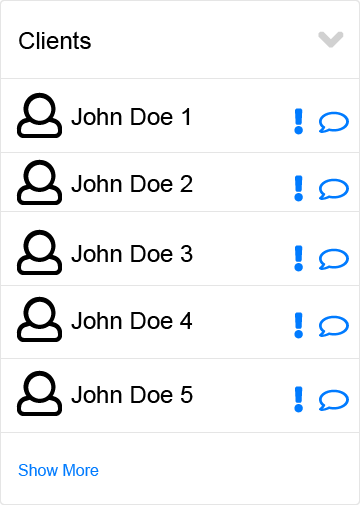 Clients
John Doe 1
John Doe 2
John Doe 3
John Doe 4
John Doe 5
Show More